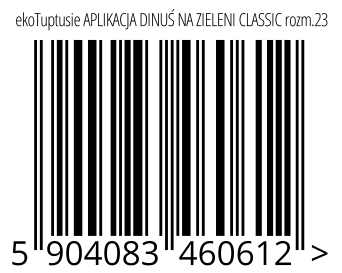 ekoTuptusie APLIKACJA DINUŚ NA ZIELENI CLASSIC rozm.23
5 904083 460612 >